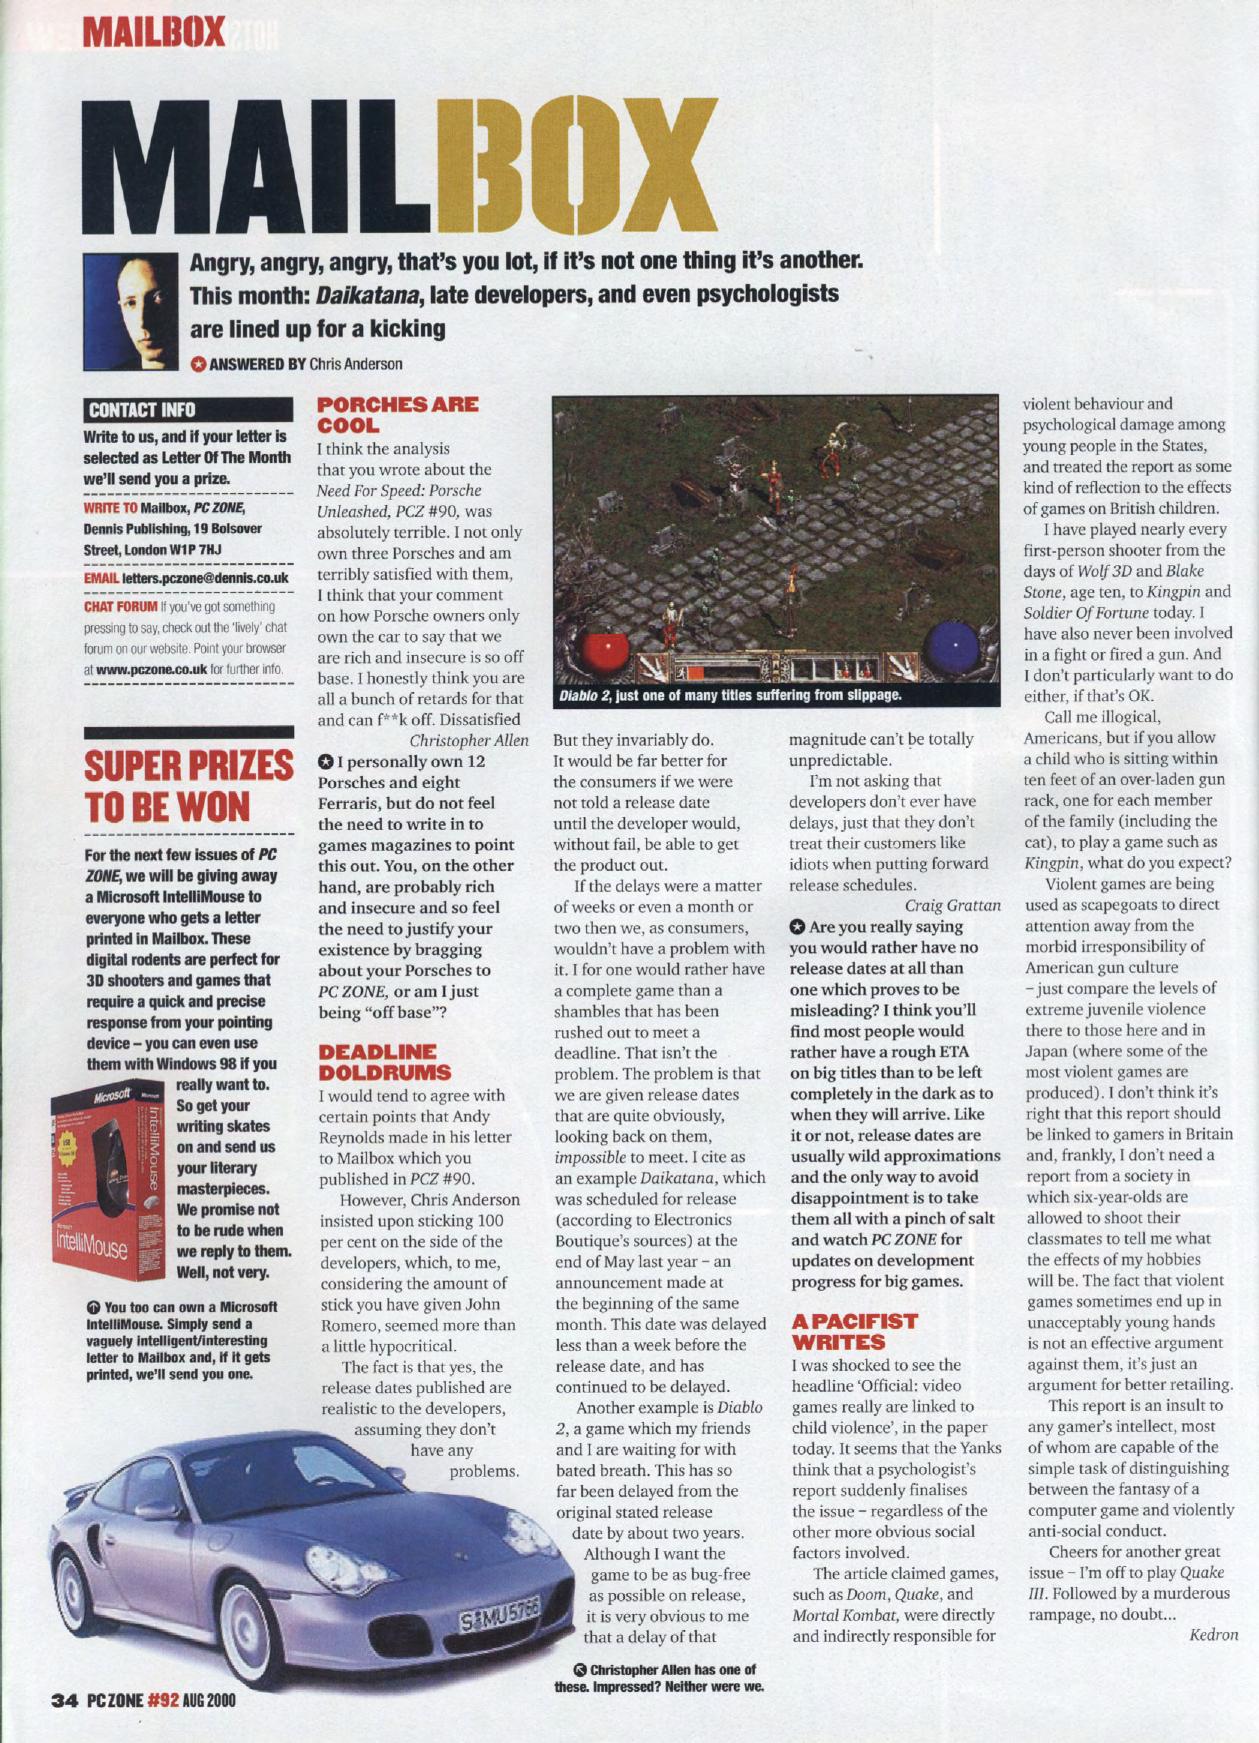 MAILBOX
MAILBOX
Angry, angry, angry, that's you lot, if it's not one thing it's another.
This month: Daikatana, late developers, and even psychologists
are lined up for a kicking
ANSWERED BY Chris Anderson
CONTACT INFO
Write to us, and if your letter is
selected as Letter Of The Month
we'll send you a prize.
WRITE TO Mailbox, PC ZONE,
Dennis Publishing, 19 Bolsover
Street, London W1P 7HJ
EMAIL letters.pczone@dennis.co.uk
CHAT FORUM If you've got something
pressing to say, check out the 'lively' chat
forum on our website. Point your browser
at www.pczone.co.uk for further info.
SUPER PRIZES
TO BE WON
For the next few issues of PC
ZONE, we will be giving away
a Microsoft IntelliMouse to
everyone who gets a letter
printed in Mailbox. These
digital rodents are perfect for
3D shooters and games that
require a quick and precise
response from your pointing
device – you can even use
them with Windows 98 if you
really want to.
So get your
writing skates
on and send us
your literary
masterpieces.
We promise not
to be rude when
we reply to them.
Well, not very.
Microsoft
IntelliMouse
Microsoft
IntelliMouse
You too can own a Microsoft
IntelliMouse. Simply send a
vaguely intelligent/interesting
letter to Mailbox and, if it gets
printed, we'll send you one.
PORCHES ARE
COOL
I think the analysis
that you wrote about the
Need For Speed: Porsche
Unleashed, PCZ #90, was
absolutely terrible. I not only
own three Porsches and am
terribly satisfied with them,
I think that your comment
on how Porsche owners only
own the car to say that we
are rich and insecure is so off
base. I honestly think you are
all a bunch of retards for that
and can f**k off. Dissatisfied
Christopher Allen
I personally own 12
Porsches and eight
Ferraris, but do not feel
the need to write in to
games magazines to point
this out. You, on the other
hand, are probably rich
and insecure and so feel
the need to justify your
existence by bragging
about your Porsches to
PC ZONE, or am I just
being "off base"?
DEADLINE
DOLDRUMS
I would tend to agree with
certain points that Andy
Reynolds made in his letter
to Mailbox which you
published in PCZ #90.
However, Chris Anderson
insisted upon sticking 100
per cent on the side of the
developers, which, to me,
considering the amount of
stick you have given John
Romero, seemed more than
a little hypocritical.
The fact is that yes, the
release dates published are
realistic to the developers,
assuming they don't
have any
problems.
Diablo 2, just one of many titles suffering from slippage.
But they invariably do.
It would be far better for
the consumers if we were
not told a release date
until the developer would,
without fail, be able to get
the product out.
If the delays were a matter
of weeks or even a month or
two then we, as consumers,
wouldn't have a problem with
it. I for one would rather have
a complete game than a
shambles that has been
rushed out to meet a
deadline. That isn't the
problem. The problem is that
we are given release dates
that are quite obviously,
looking back on them,
impossible to meet. I cite as
an example Daikatana, which
was scheduled for release
(according to Electronics
Boutique's sources) at the
end of May last year – an
announcement made at
the beginning of the same
month. This date was delayed
less than a week before the
release date, and has
continued to be delayed.
Another example is Diablo
2, a game which my friends
and I are waiting for with
bated breath. This has so
far been delayed from the
original stated release
date by about two years.
Although I want the
game to be as bug-free
as possible on release,
it is very obvious to me
that a delay of that
S MU 5766
Christopher Allen has one of
these. Impressed? Neither were we.
magnitude can't be totally
unpredictable.
I'm not asking that
developers don't ever have
delays, just that they don't
treat their customers like
idiots when putting forward
release schedules.
Craig Grattan
Are you really saying
you would rather have no
release dates at all than
one which proves to be
misleading? I think you'll
find most people would
rather have a rough ETA
on big titles than to be left
completely in the dark as to
when they will arrive. Like
it or not, release dates are
usually wild approximations
and the only way to avoid
disappointment is to take
them all with a pinch of salt
and watch PC ZONE for
updates on development
progress for big games.
A PACIFIST
WRITES
I was shocked to see the
headline 'Official: video
games really are linked to
child violence', in the paper
today. It seems that the Yanks
think that a psychologist's
report suddenly finalises
the issue – regardless of the
other more obvious social
factors involved.
The article claimed games,
such as Doom, Quake, and
Mortal Kombat, were directly
and indirectly responsible for
violent behaviour and
psychological damage among
young people in the States,
and treated the report as some
kind of reflection to the effects
of games on British children.
I have played nearly every
first-person shooter from the
days of Wolf 3D and Blake
Stone, age ten, to Kingpin and
Soldier Of Fortune today. I
have also never been involved
in a fight or fired a gun. And
I don't particularly want to do
either, if that's OK.
Call me illogical,
Americans, but if you allow
a child who is sitting within
ten feet of an over-laden gun
rack, one for each member
of the family (including the
cat), to play a game such as
Kingpin, what do you expect?
Violent games are being
used as scapegoats to direct
attention away from the
morbid irresponsibility of
American gun culture
– just compare the levels of
extreme juvenile violence
there to those here and in
Japan (where some of the
most violent games are
produced). I don't think it's
right that this report should
be linked to gamers in Britain
and, frankly, I don't need a
report from a society in
which six-year-olds are
allowed to shoot their
classmates to tell me what
the effects of my hobbies
will be. The fact that violent
games sometimes end up in
unacceptably young hands
is not an effective argument
against them, it's just an
argument for better retailing.
This report is an insult to
any gamer's intellect, most
of whom are capable of the
simple task of distinguishing
between the fantasy of a
computer game and violently
anti-social conduct.
Cheers for another great
issue – I'm off to play Quake
III. Followed by a murderous
rampage, no doubt...
Kedron
34 PC ZONE #92 AUG 2000